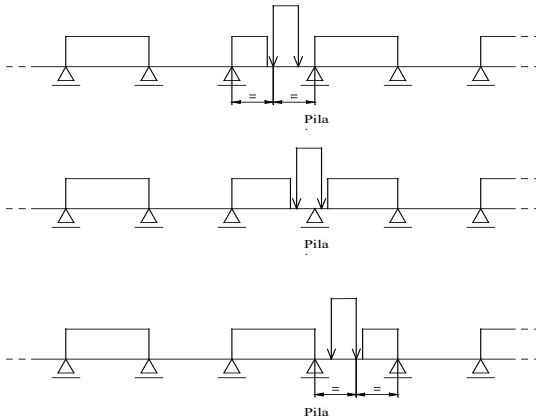 = =
Pila
Pila
= =
Pila